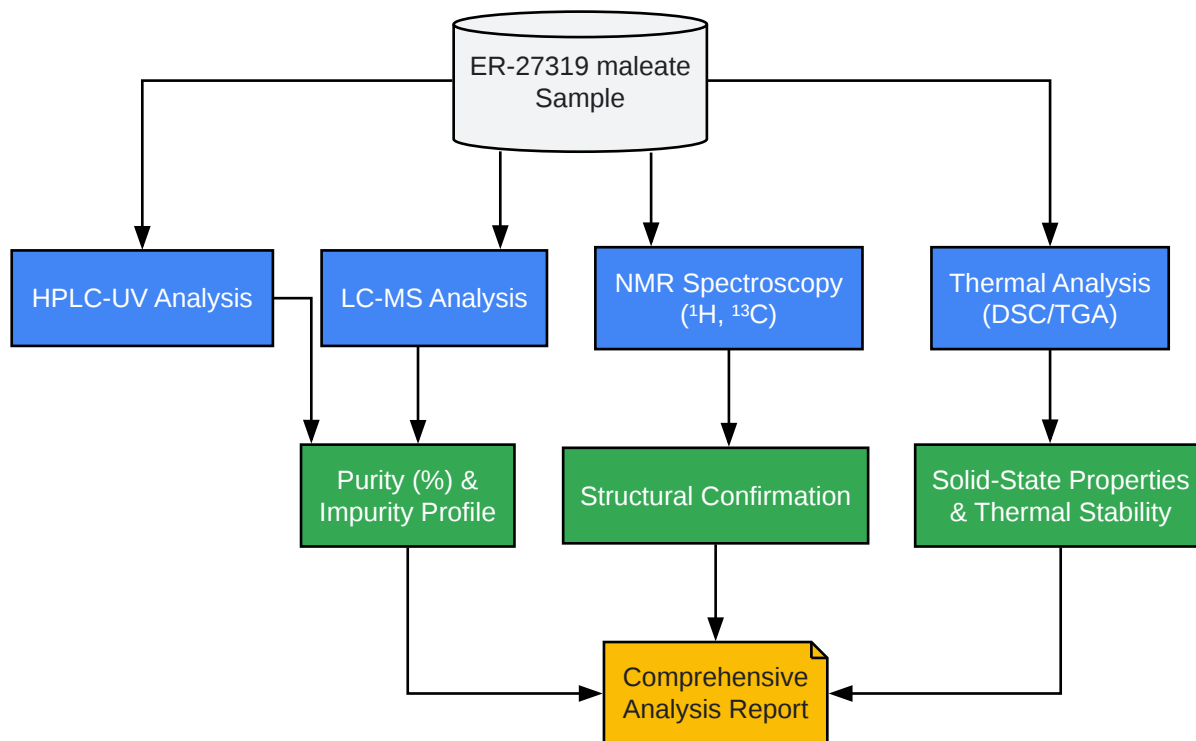 ER-27319 maleate
Sample
HPLC-UV Analysis
LC-MS Analysis
NMR Spectroscopy
(¹H, ¹³C)
Thermal Analysis
(DSC/TGA)
Purity (%) &
Impurity Profile
Structural Confirmation
Solid-State Properties
& Thermal Stability
Comprehensive
Analysis Report